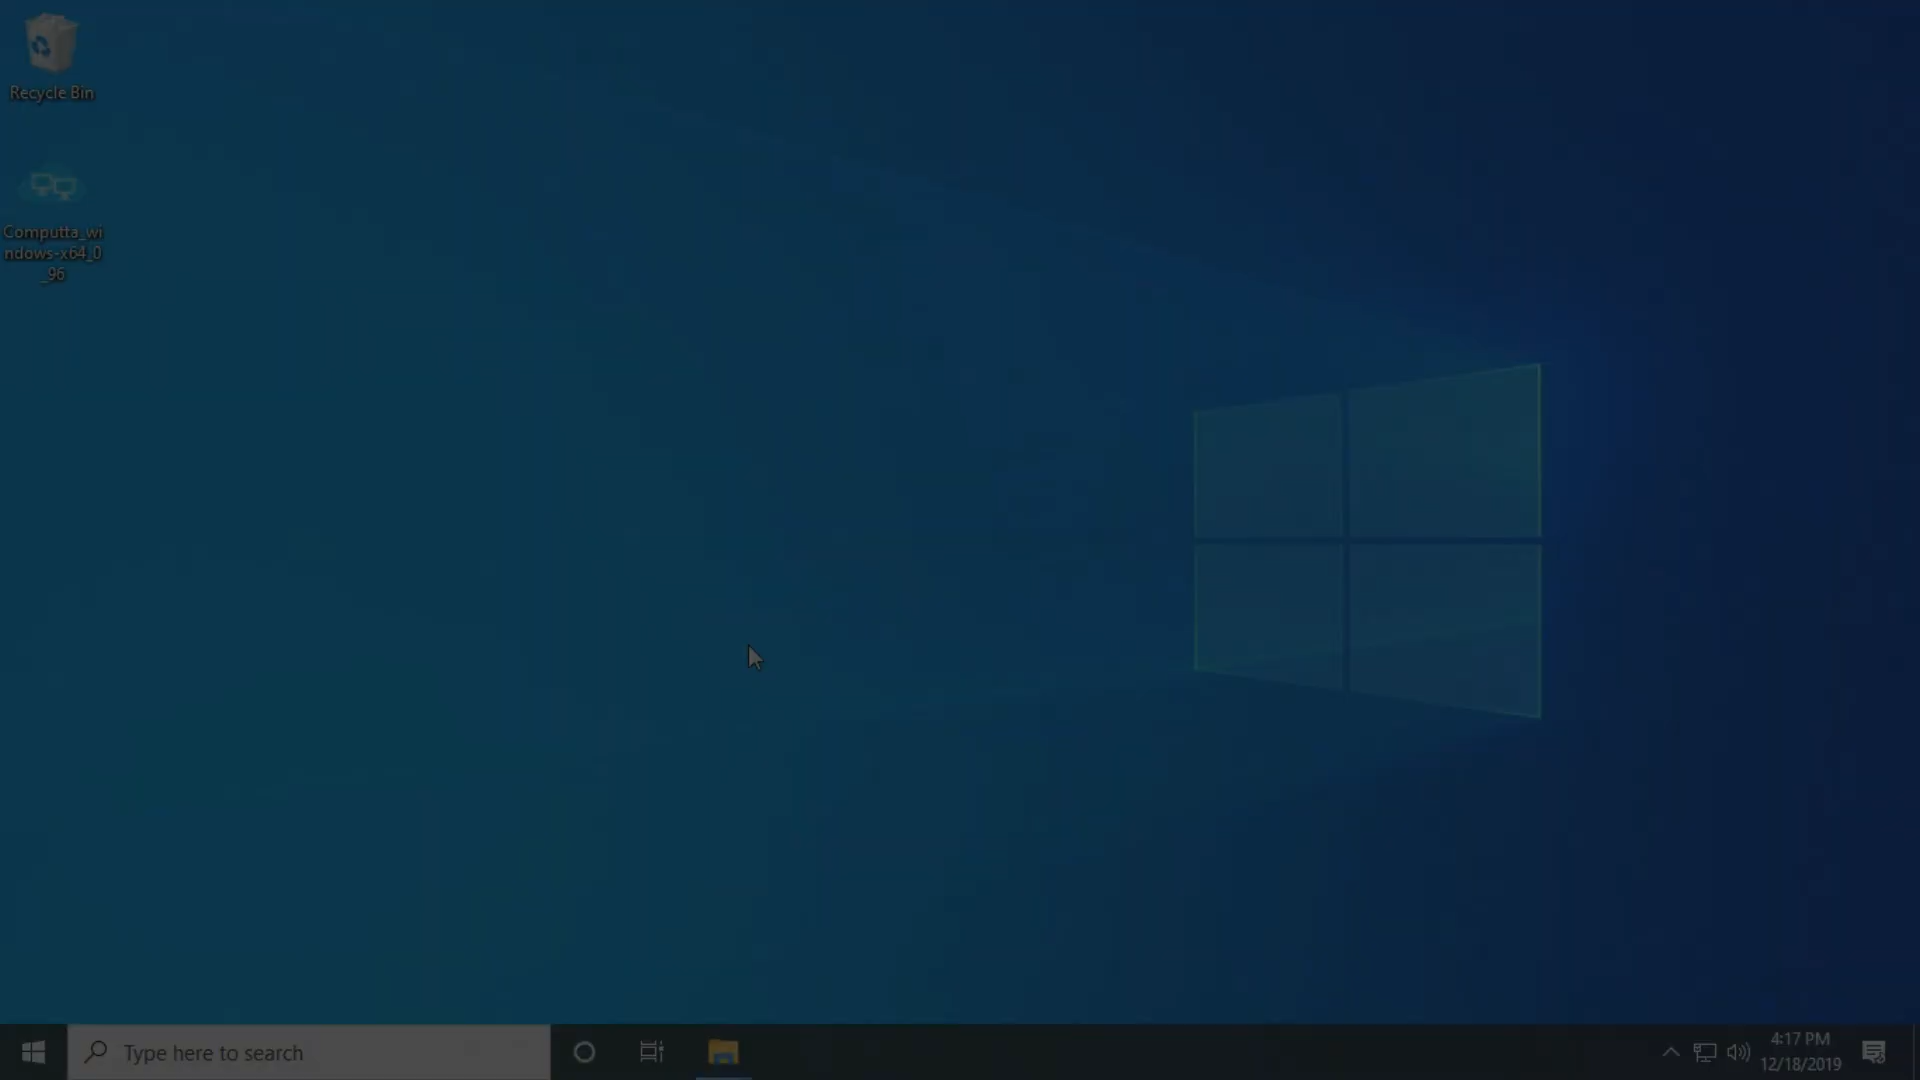 Recycle Bin
Computta_wi
ndows-x64_0
_96
Type here to search
4:17 PM
12/18/2019